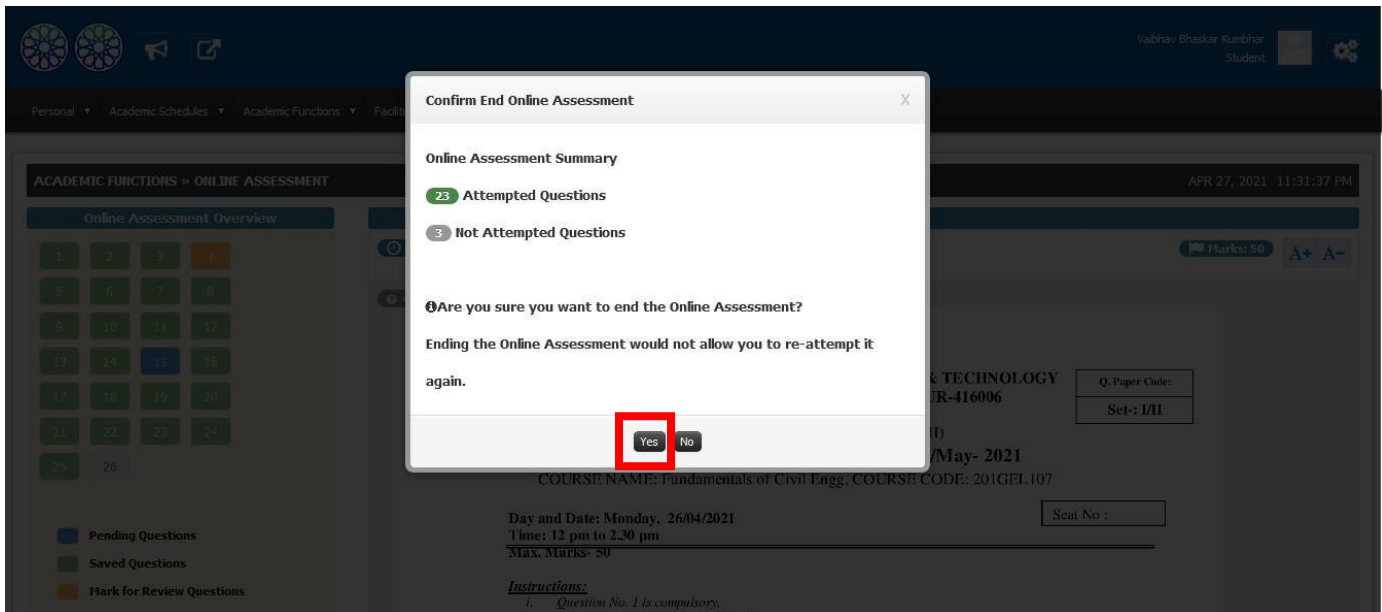 Vaibhav Bhaskar Kumbhar
Student
Personal ▼ Academic Schedules ▼ Academic Functions ▼
ACADEMIC FUNCTIONS » ONLINE ASSESSMENT
APR 27, 2021 11:31:37 PM
Online Assessment Overview
1 2 3 4
5 6 7 8
9 10 11 12
13 14 15 16
17 18 19 20
21 22 23 24
25 26
Pending Questions
Saved Questions
Mark for Review Questions
Confirm End Online Assessment X
Online Assessment Summary
23 Attempted Questions
3 Not Attempted Questions
Are you sure you want to end the Online Assessment?
Ending the Online Assessment would not allow you to re-attempt it
again.
Yes No
Marks: 50 A+ A-
& TECHNOLOGY
UR-416006
Q. Paper Code:
Set-: I/II
II)
/May- 2021
COURSE NAME: Fundamentals of Civil Engg, COURSE CODE: 201GEL107
Day and Date: Monday, 26/04/2021
Seat No :
Time: 12 pm to 2.30 pm
Max. Marks- 50
Instructions:
i. Question No. 1 is compulsory.